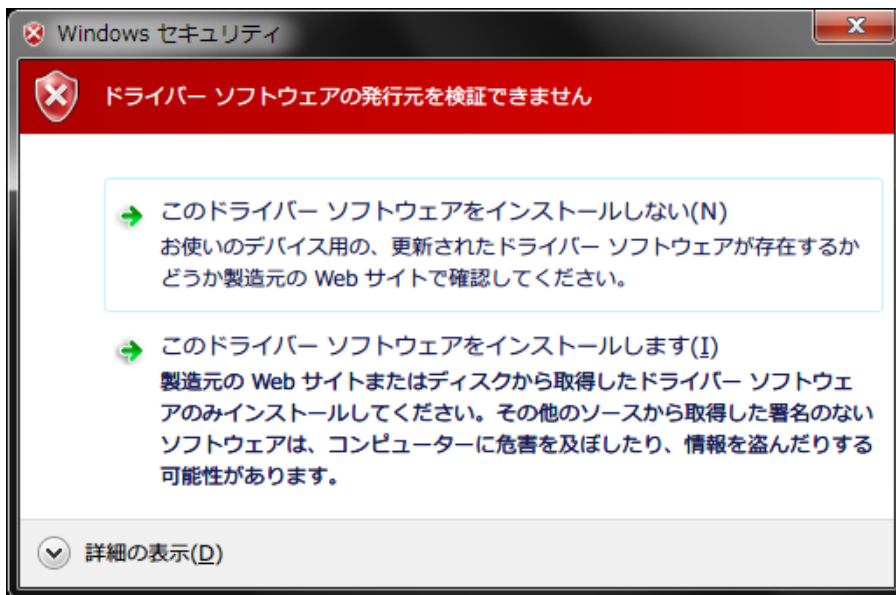 Windows セキュリティ
ドライバー ソフトウェアの発行元を検証できません
このドライバー ソフトウェアをインストールしない(N)
お使いのデバイス用の、更新されたドライバー ソフトウェアが存在するか
どうか製造元の Web サイトで確認してください。
このドライバー ソフトウェアをインストールします(I)
製造元の Web サイトまたはディスクから取得したドライバー ソフトウェ
アのみインストールしてください。その他のソースから取得した署名のない
ソフトウェアは、コンピューターに危害を及ぼしたり、情報を盗んだりする
可能性があります。
詳細の表示(D)